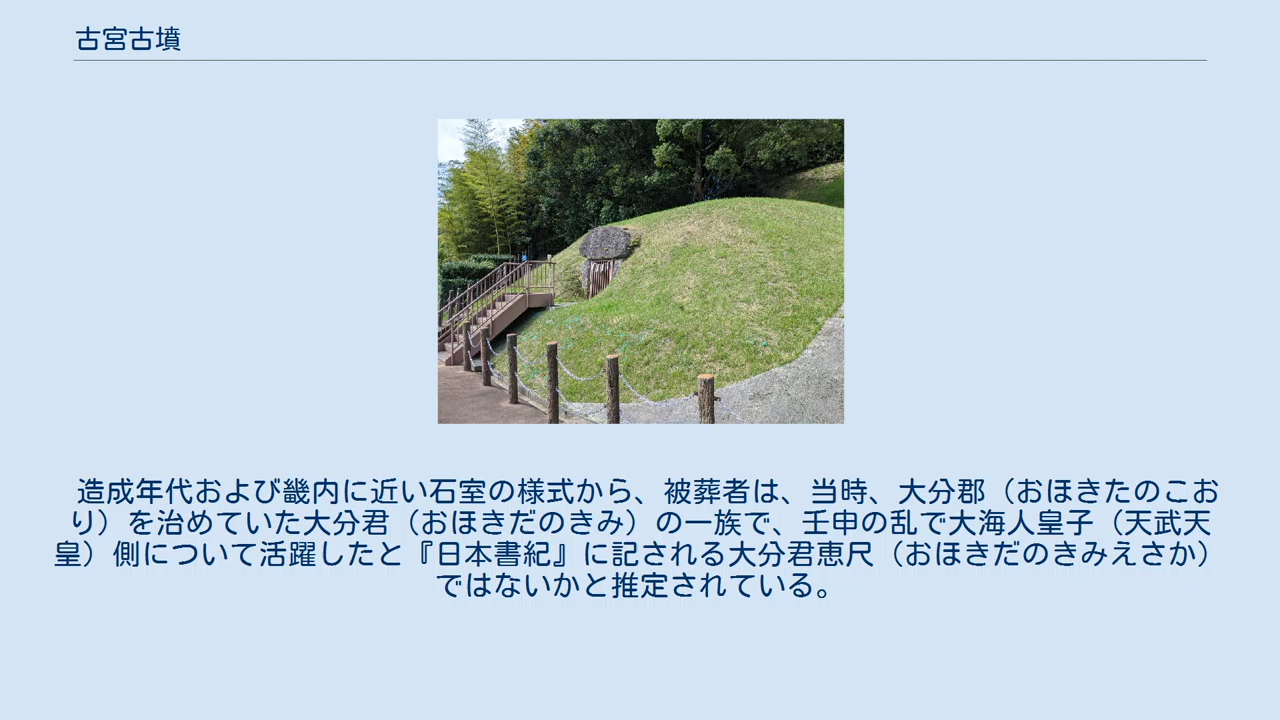 古宮古墳
造成年代および畿内に近い石室の様式から、被葬者は、当時、大分郡（おほきたのこお
り）を治めていた大分君（おほきだのきみ）の一族で、壬申の乱で大海人皇子（天武天
皇）側について活躍したと『日本書紀』に記される大分君恵尺（おほきだのきみえさか）
ではないかと推定されている。